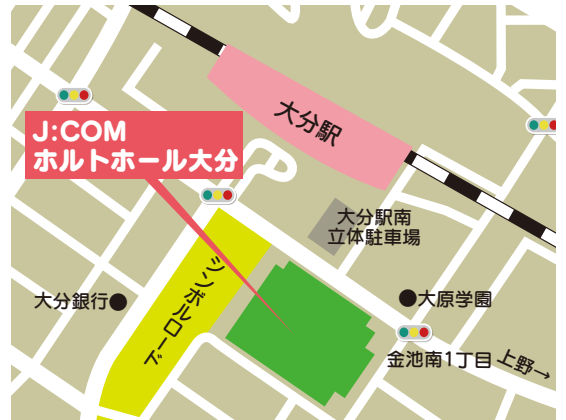 大分駅
J:COM
ホルトホール大分
大分駅南
立体駐車場
シンボルロード
大分銀行●
●大原学園
金池南1丁目
上野→